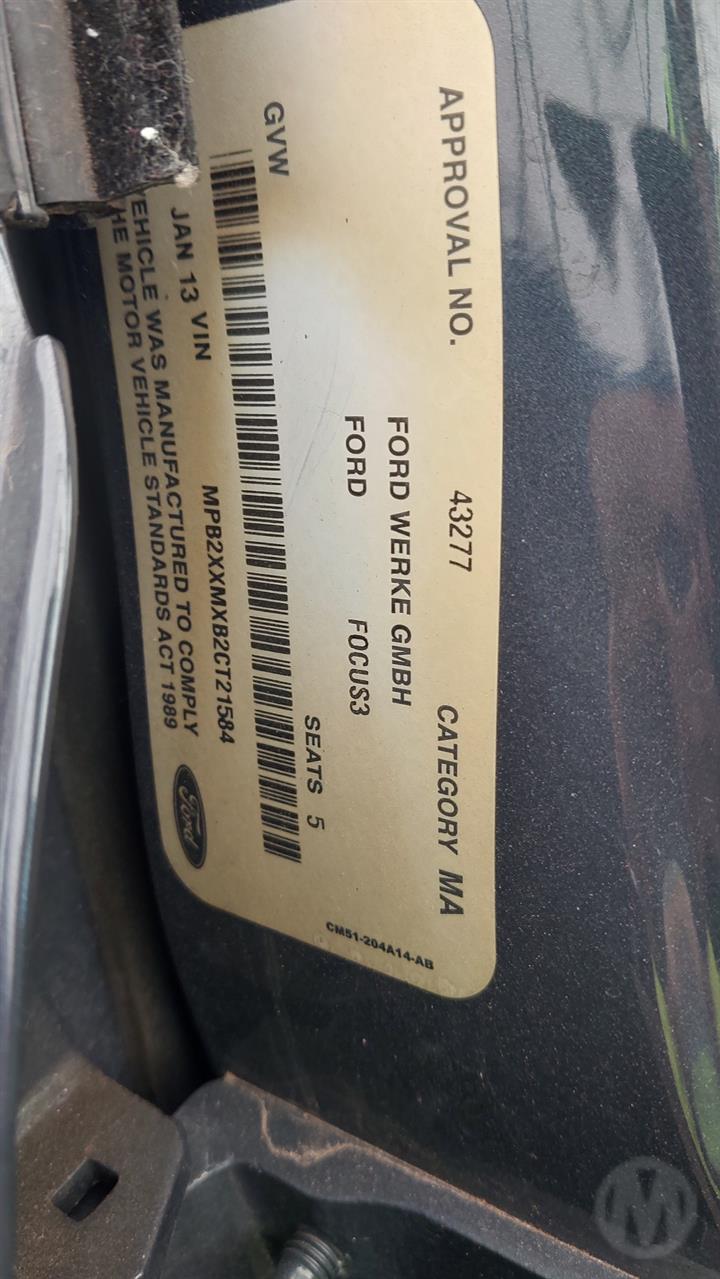 APPROVAL NO. 43277 CATEGORY MA
FORD WERKE GMBH
FORD FOCUS3
GVW SEATS 5
JAN 13 VIN MPB2XXMXB2CT21584
EHICLE WAS MANUFACTURED TO COMPLY
HE MOTOR VEHICLE STANDARDS ACT 1989
Ford
CM51-204A14-AB
M